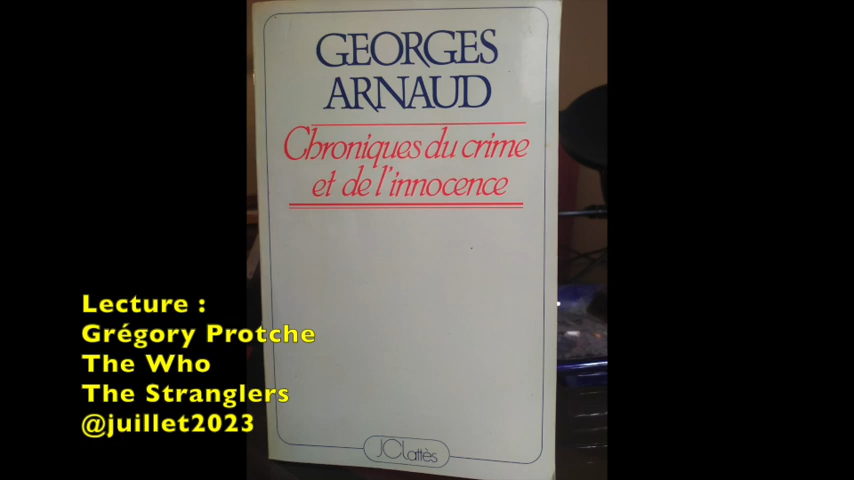 GEORGES
ARNAUD
Chroniques du crime
et de l'innocence
JClattès
Lecture :
Grégory Protche
The Who
The Stranglers
@juillet2023